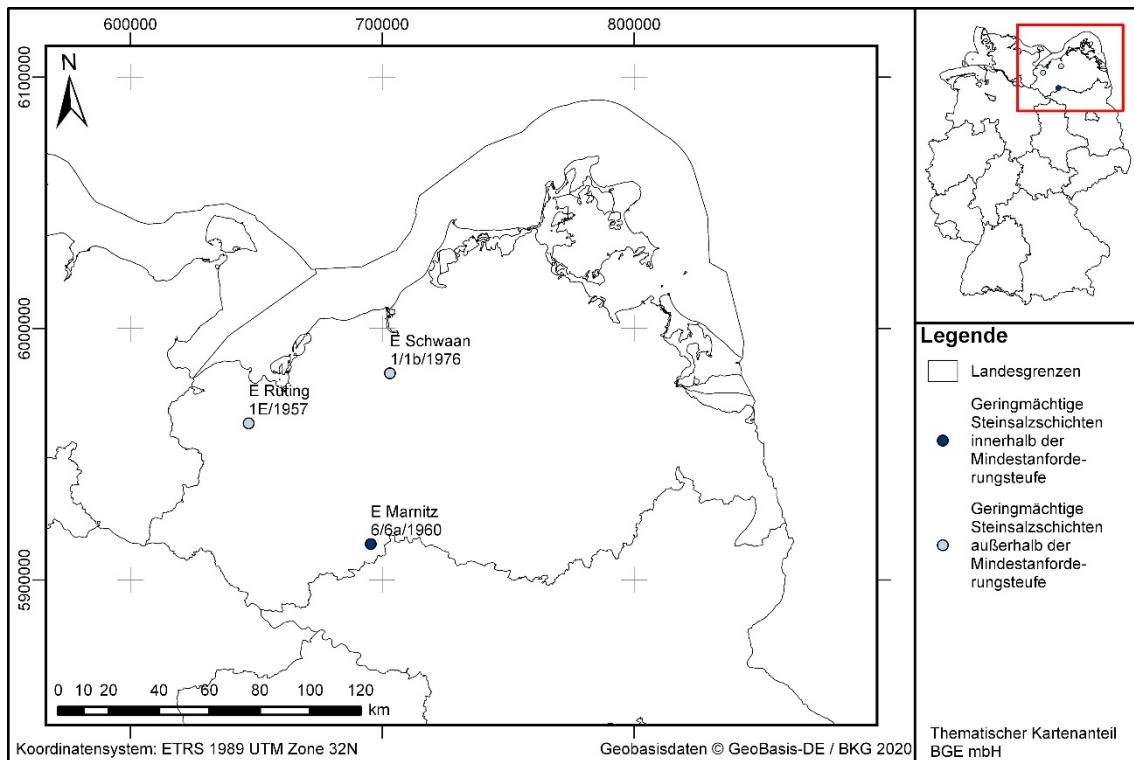 600000
700000
800000
6100000
N
6000000
E Schwaan
1/1b/1976
E Rüting
1E/1957
E Marnitz
6/6a/1960
5900000
0 10 20 40 60 80 100 120
km
Koordinatensystem: ETRS 1989 UTM Zone 32N
Geobasisdaten © GeoBasis-DE / BKG 2020
Legende
Landesgrenzen
Geringmächtige
Steinsalzschichten
innerhalb der
Mindestanforde-
rungsteufe
Geringmächtige
Steinsalzschichten
außerhalb der
Mindestanforde-
rungsteufe
Thematischer Kartenanteil
BGE mbH